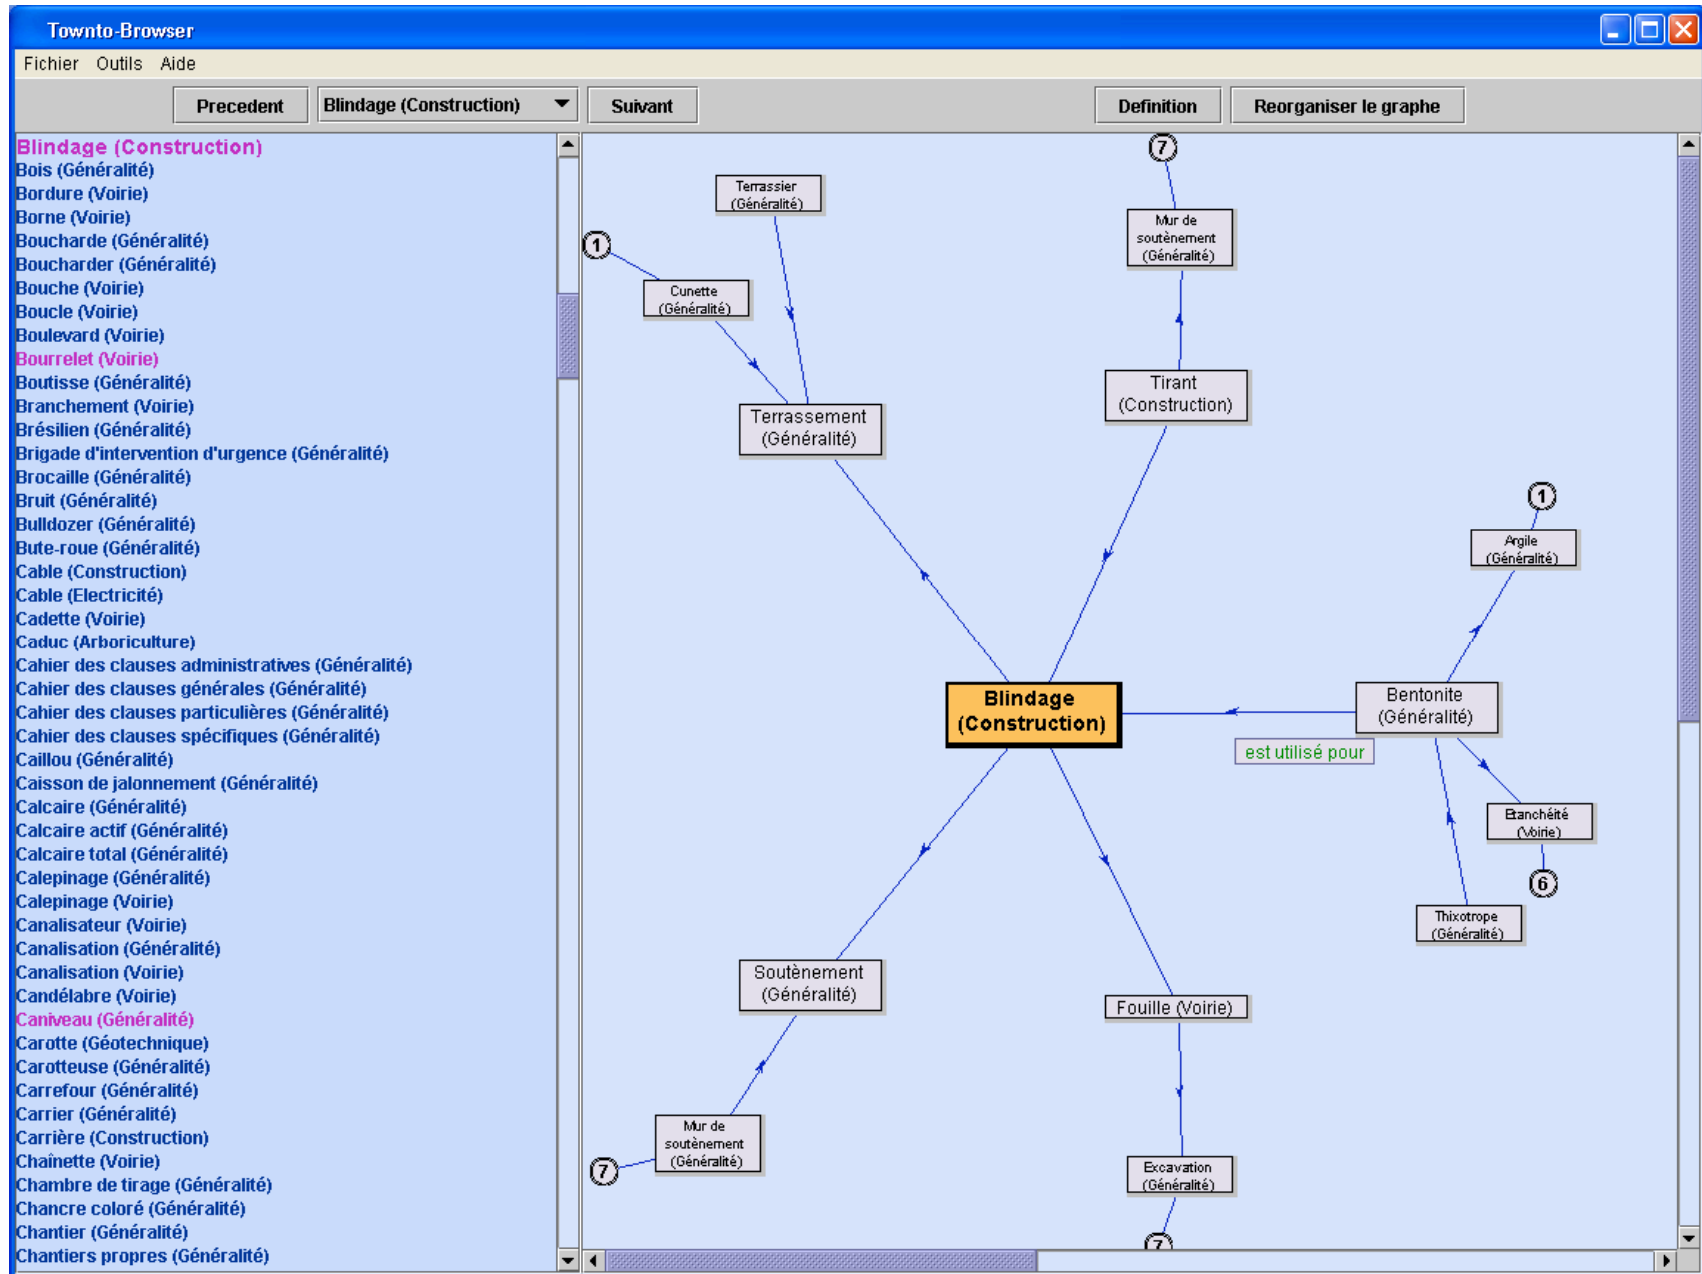 Townto-Browser
Fichier Outils Aide
Precedent Blindage (Construction) Suivant Definition Reorganiser le graphe
Blindage (Construction)
Bois (Généralité)
Bordure (Voirie)
Borne (Voirie)
Boucharde (Généralité)
Boucharder (Généralité)
Bouche (Voirie)
Boucle (Voirie)
Boulevard (Voirie)
Bourrelet (Voirie)
Boutisse (Généralité)
Branchement (Voirie)
Brésilien (Généralité)
Brigade d'intervention d'urgence (Généralité)
Brocaille (Généralité)
Bruit (Généralité)
Bulldozer (Généralité)
Bute-roue (Généralité)
Cable (Construction)
Cable (Electricité)
Cadette (Voirie)
Caduc (Arboriculture)
Cahier des clauses administratives (Généralité)
Cahier des clauses générales (Généralité)
Cahier des clauses particulières (Généralité)
Cahier des clauses spécifiques (Généralité)
Caillou (Généralité)
Caisson de jalonnement (Généralité)
Calcaire (Généralité)
Calcaire actif (Généralité)
Calcaire total (Généralité)
Calepinage (Généralité)
Calepinage (Voirie)
Canalisateur (Voirie)
Canalisation (Généralité)
Canalisation (Voirie)
Candélabre (Voirie)
Caniveau (Généralité)
Carotte (Géotechnique)
Carotteuse (Généralité)
Carrefour (Généralité)
Carrier (Généralité)
Carrière (Construction)
Chaînette (Voirie)
Chambre de tirage (Généralité)
Chancre coloré (Généralité)
Chantier (Généralité)
Chantiers propres (Généralité)
7
Terrassier
(Généralité)
Mur de
soutènement
(Généralité)
1
Cunette
(Généralité)
Tirant
(Construction)
Terrassement
(Généralité)
1
Argile
(Généralité)
Blindage
(Construction)
Bentonite
(Généralité)
est utilisé pour
Etanchéité
(Voirie)
6
Thixotrope
(Généralité)
Soutènement
(Généralité)
Fouille (Voirie)
Mur de
soutènement
(Généralité)
7
Excavation
(Généralité)
7